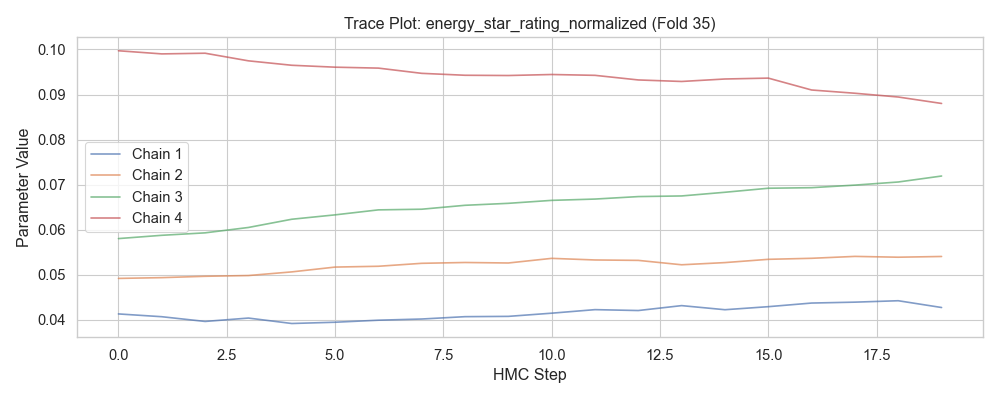 Trace Plot: energy_star_rating_normalized (Fold 35)
Parameter Value
0.10
0.09
0.08
0.07
0.06
0.05
0.04
Chain 1
Chain 2
Chain 3
Chain 4
0.0 2.5 5.0 7.5 10.0 12.5 15.0 17.5
HMC Step